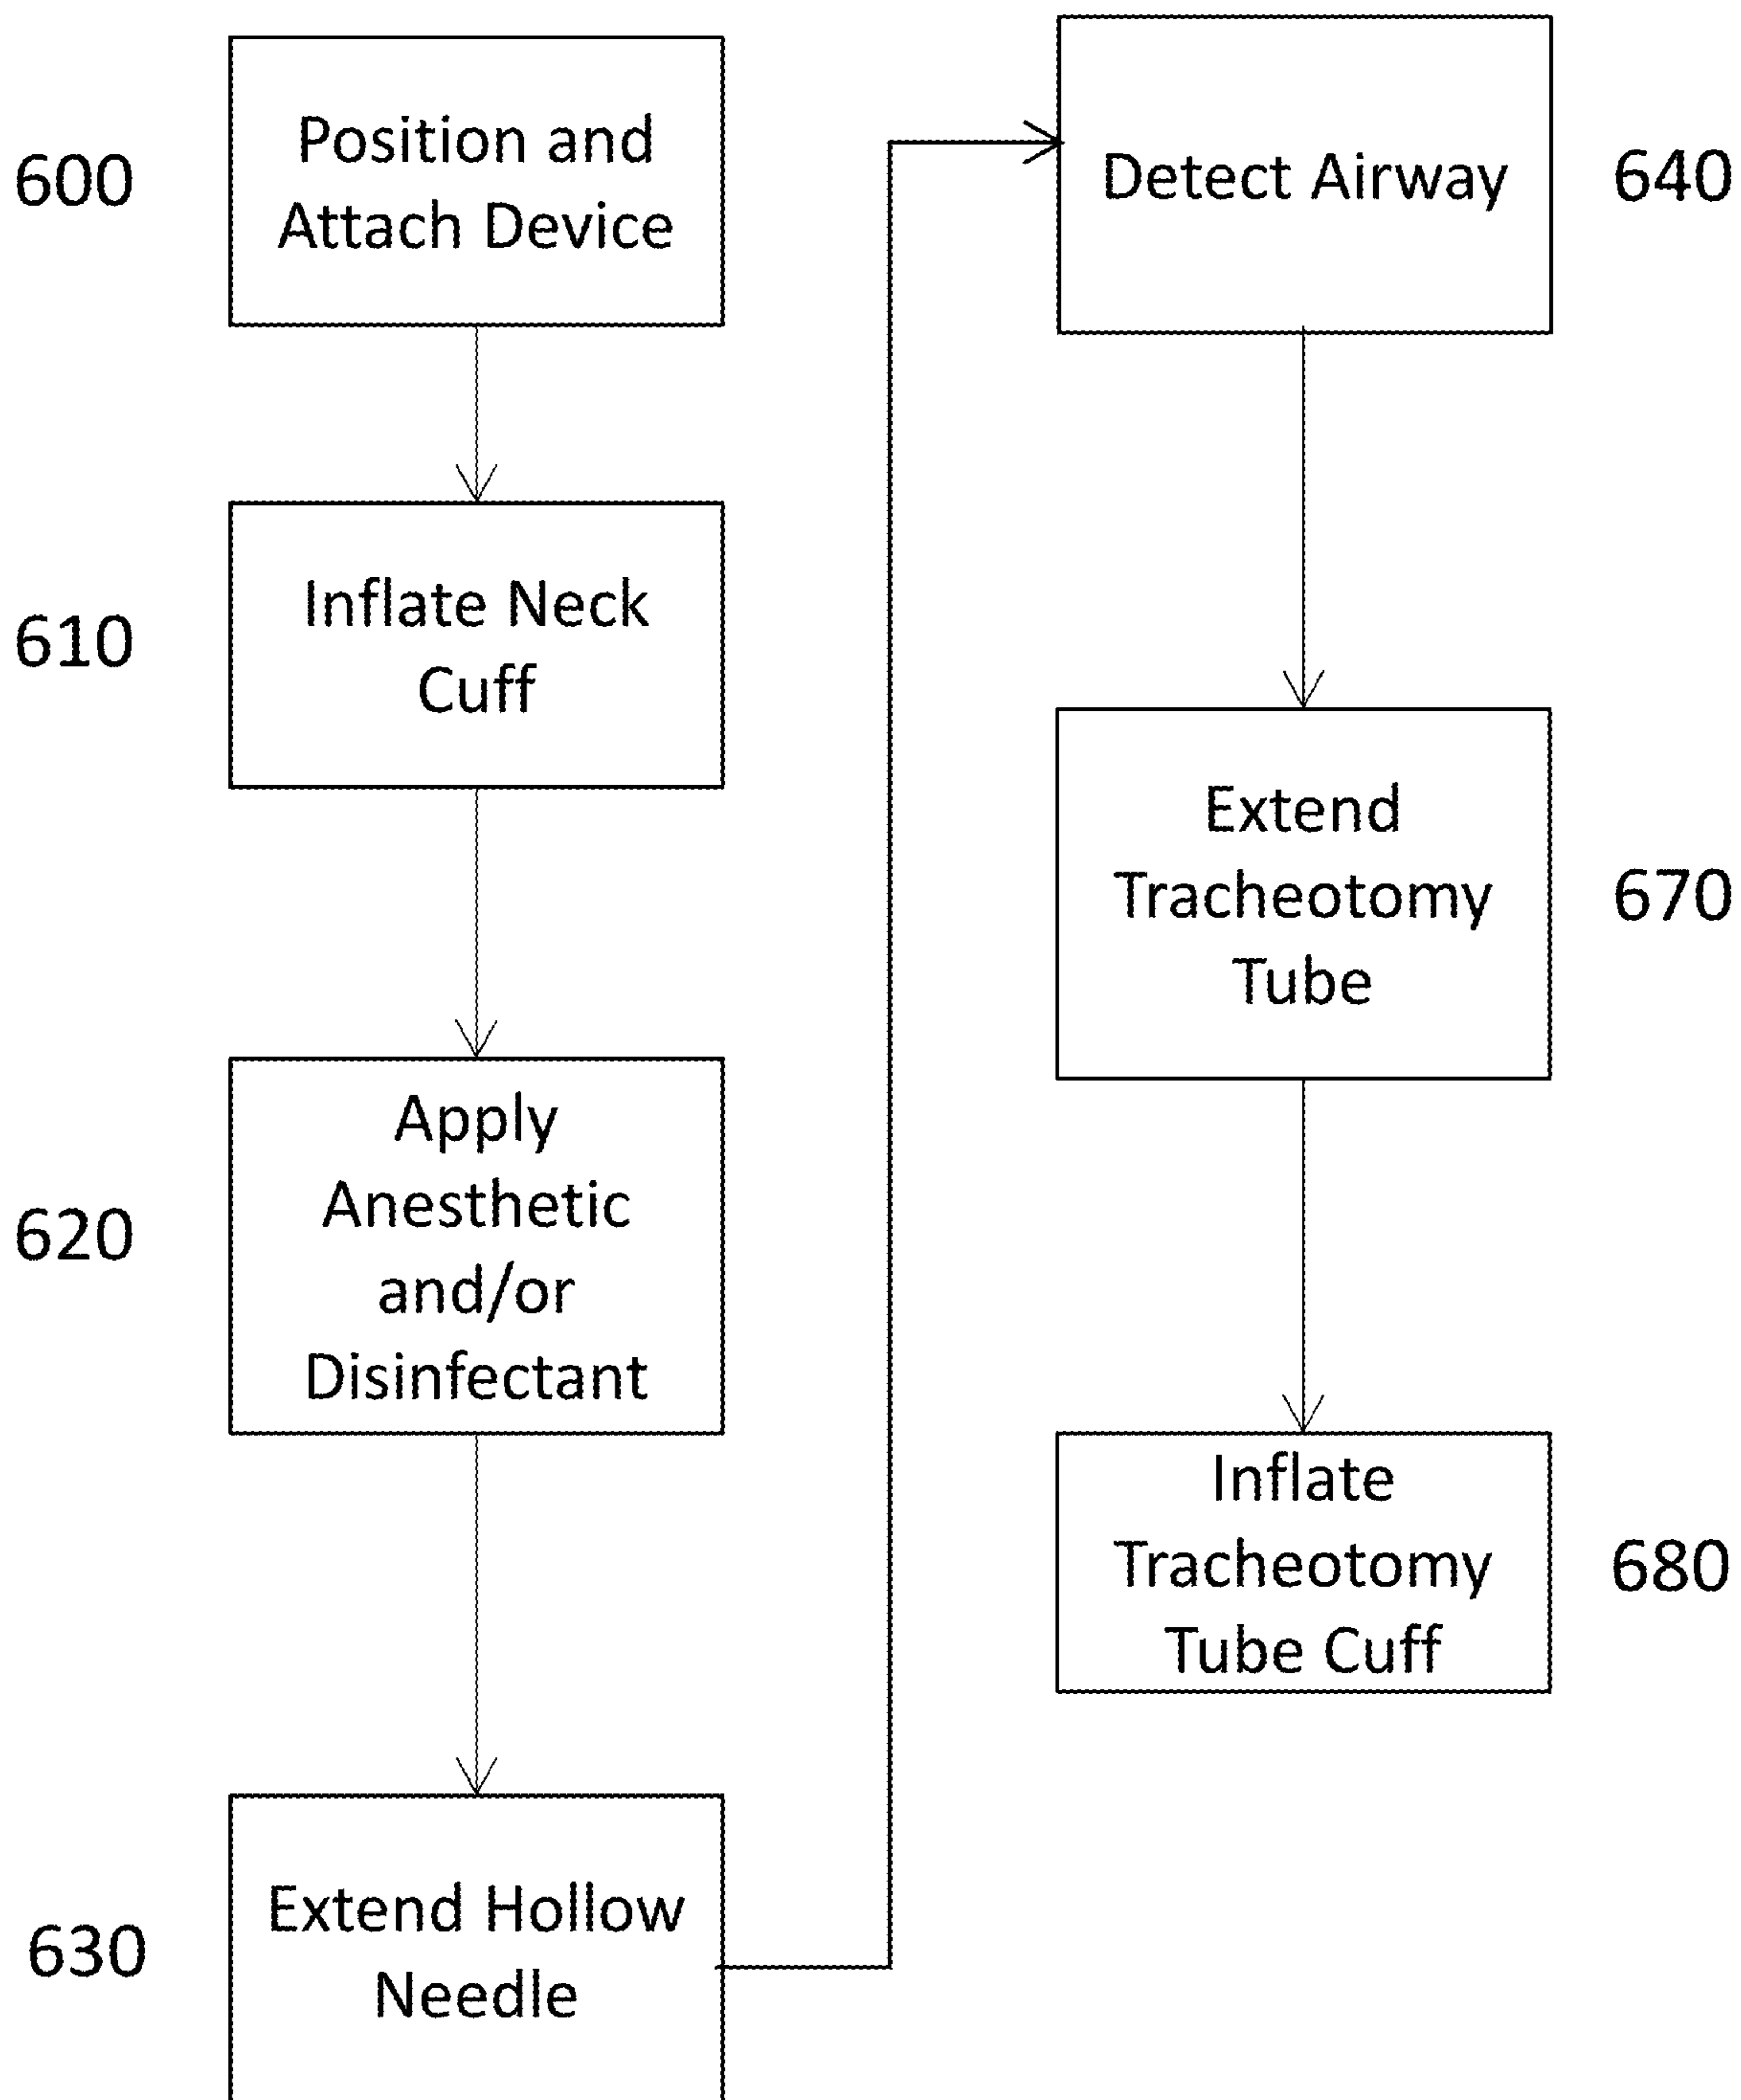 600
Position and
Attach Device
610
Inflate Neck
Cuff
620
Apply
Anesthetic
and/or
Disinfectant
630
Extend Hollow
Needle
Detect Airway
640
Extend
Tracheotomy
Tube
670
Inflate
Tracheotomy
Tube Cuff
680